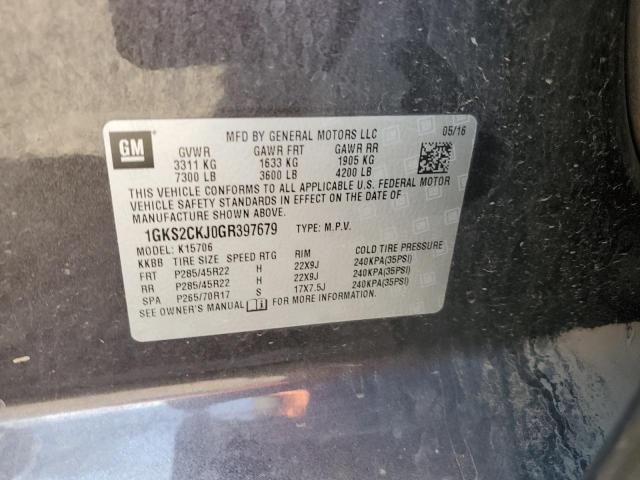 GM
MFD BY GENERAL MOTORS LLC 05/16
GVWR GAWR FRT GAWR RR
3311 KG 1633 KG 1905 KG
7300 LB 3600 LB 4200 LB
THIS VEHICLE CONFORMS TO ALL APPLICABLE U.S. FEDERAL MOTOR
VEHICLE SAFETY STANDARDS IN EFFECT ON THE DATE OF
MANUFACTURE SHOWN ABOVE.
1GKS2CKJ0GR397679 TYPE: M.P.V.
MODEL: K15706
KKBB TIRE SIZE SPEED RTG RIM COLD TIRE PRESSURE
FRT P285/45R22 H 22X9J 240KPA(35PSI)
RR P285/45R22 H 22X9J 240KPA(35PSI)
SPA P265/70R17 S 17X7.5J 240KPA(35PSI)
SEE OWNER'S MANUAL FOR MORE INFORMATION.